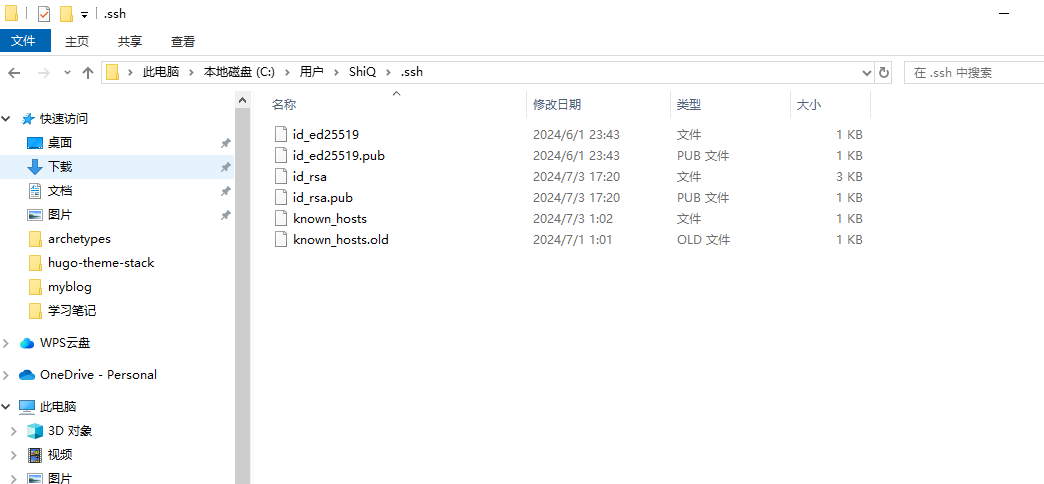 .ssh
文件 主页 共享 查看
此电脑 本地磁盘 (C:) 用户 ShiQ .ssh 在 .ssh 中搜索
快速访问
桌面
下载
文档
图片
archetypes
hugo-theme-stack
myblog
学习笔记
WPS云盘
OneDrive - Personal
此电脑
3D 对象
视频
图片
名称 修改日期 类型 大小
id_ed25519 2024/6/1 23:43 文件 1 KB
id_ed25519.pub 2024/6/1 23:43 PUB 文件 1 KB
id_rsa 2024/7/3 17:20 文件 3 KB
id_rsa.pub 2024/7/3 17:20 PUB 文件 1 KB
known_hosts 2024/7/3 1:02 文件 1 KB
known_hosts.old 2024/7/1 1:01 OLD 文件 1 KB